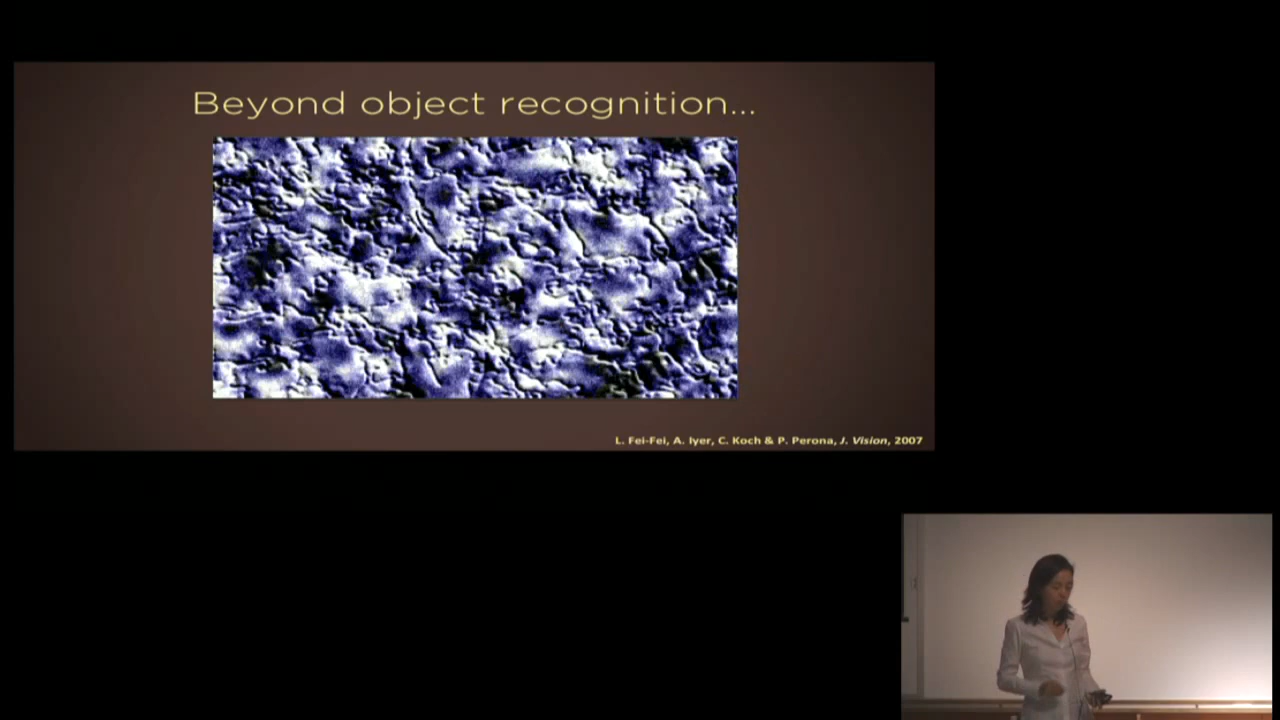 Beyond object recognition...
L. Fei-Fei, A. Iyer, C. Koch & P. Perona, J. Vision, 2007